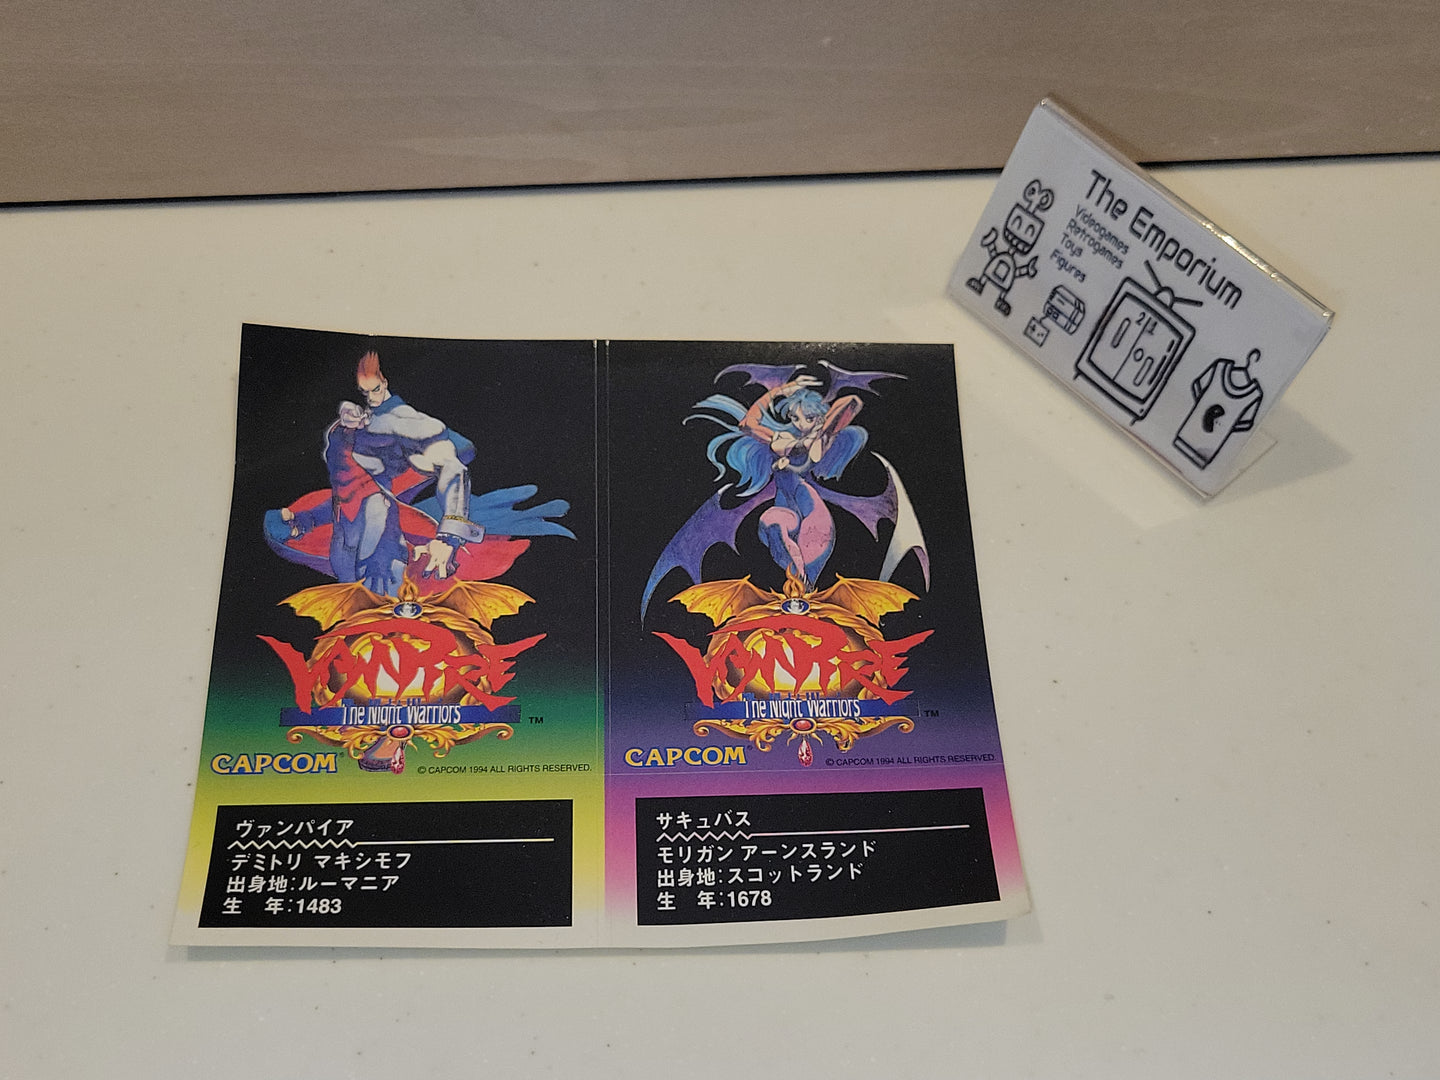 The Emporium
Videogames
Retrogames
Toys
Figures
VAMPIRE
The Night Warriors TM
CAPCOM® © CAPCOM 1994 ALL RIGHTS RESERVED.
ヴァンパイア
デミトリ マキシモフ
出身地:ルーマニア
生 年:1483
VAMPIRE
The Night Warriors TM
CAPCOM® © CAPCOM 1994 ALL RIGHTS RESERVED.
サキュバス
モリガン アーンスランド
出身地:スコットランド
生 年:1678